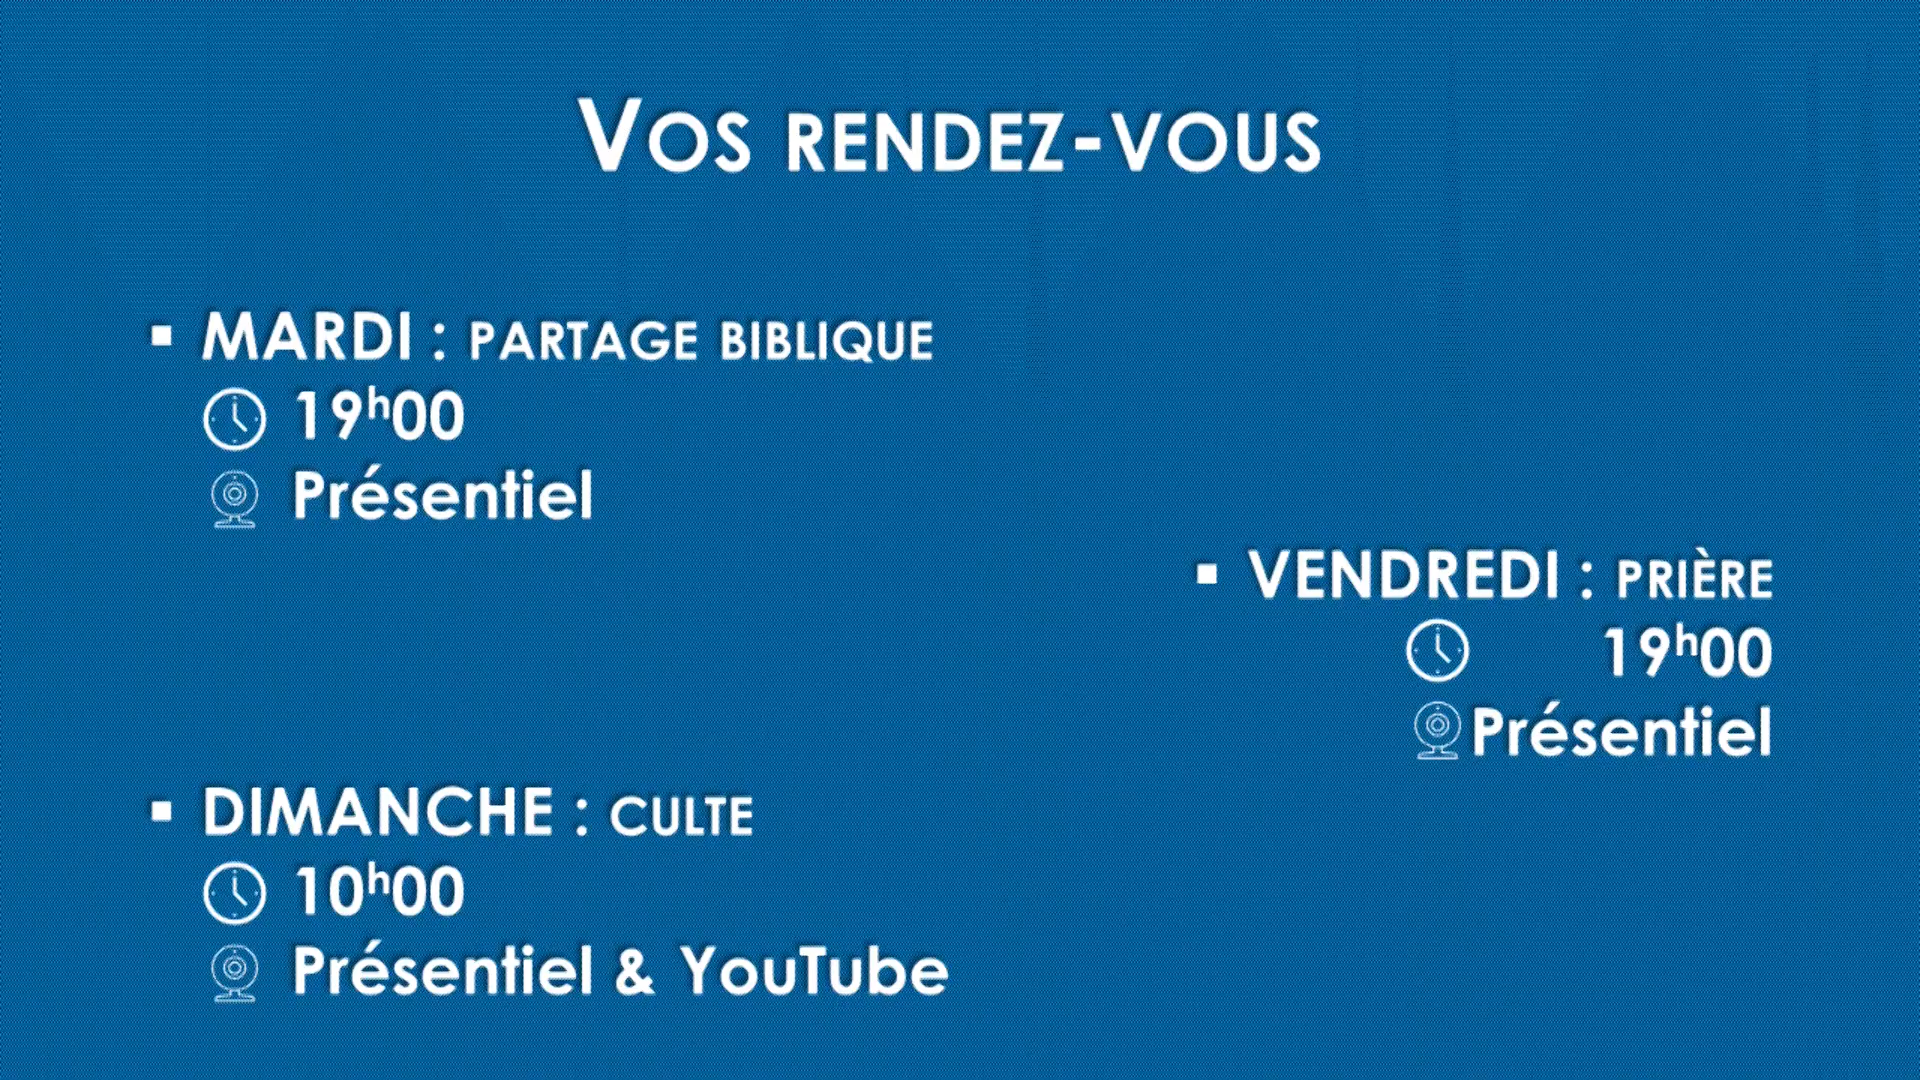 Vos rendez-vous
▪ MARDI : partage biblique
19h00
Présentiel
▪ VENDREDI : prière
19h00
Présentiel
▪ DIMANCHE : culte
10h00
Présentiel & YouTube